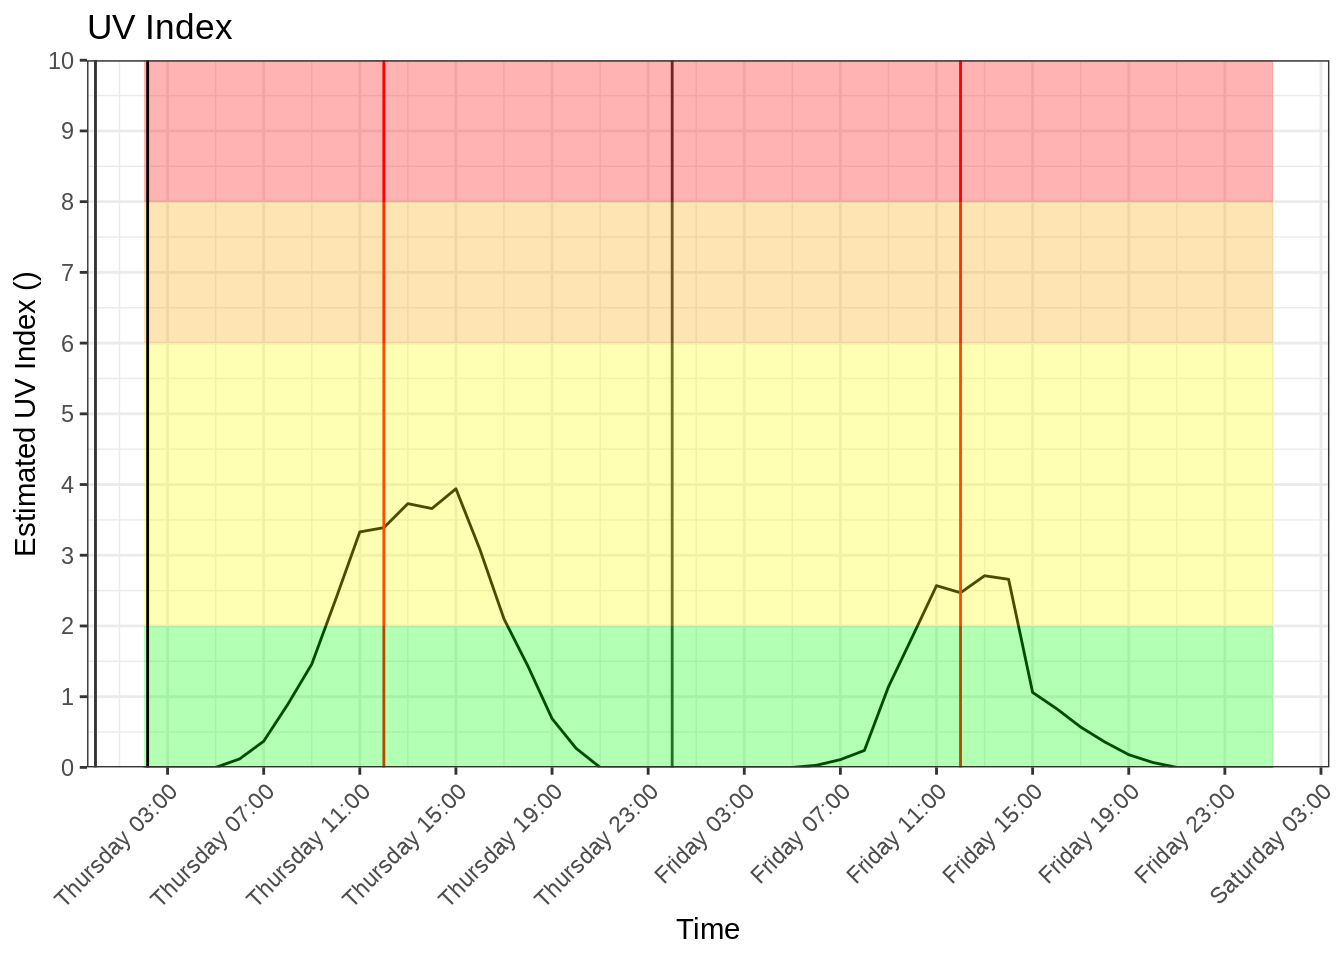 UV Index
Estimated UV Index ()
10
9
8
7
6
5
4
3
2
1
0
Thursday 03:00
Thursday 07:00
Thursday 11:00
Thursday 15:00
Thursday 19:00
Thursday 23:00
Friday 03:00
Friday 07:00
Friday 11:00
Friday 15:00
Friday 19:00
Friday 23:00
Saturday 03:00
Time